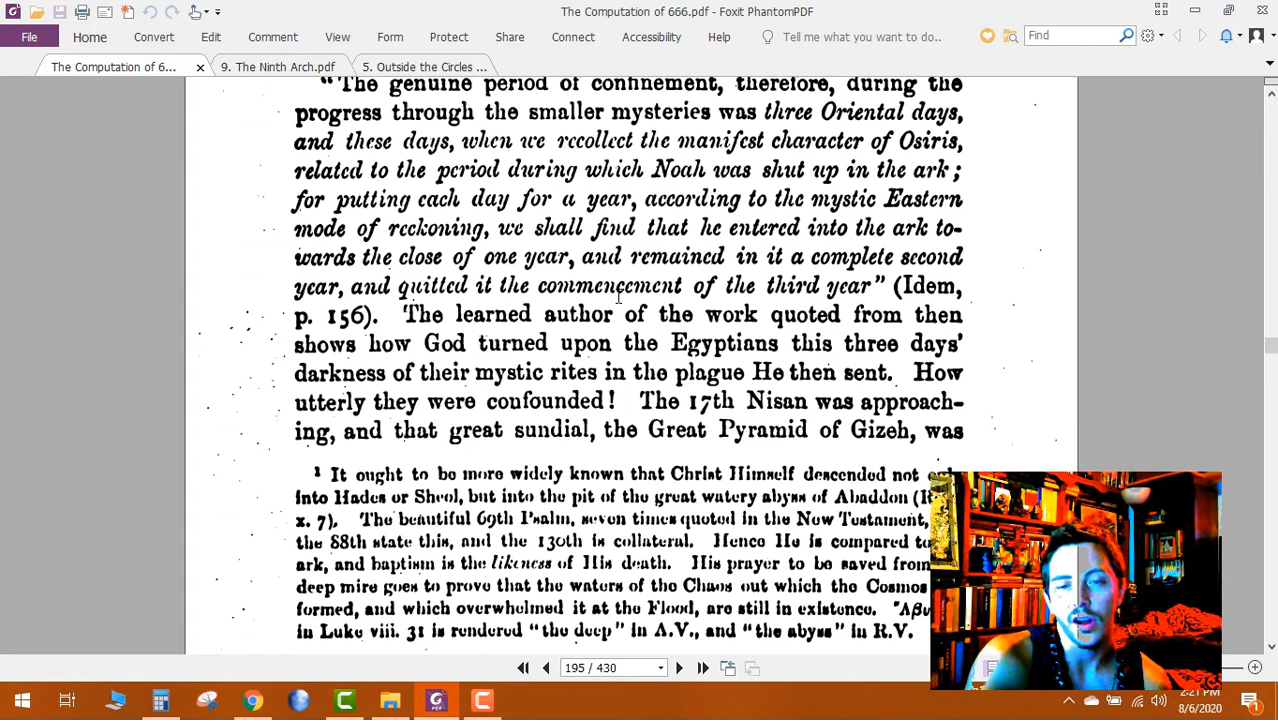 The Computation of 666.pdf - Foxit PhantomPDF
File Home Convert Edit Comment View Form Protect Share Connect Accessibility Help Tell me what you want to do.. Find
The Computation of 6... 9. The Ninth Arch.pdf 5. Outside the Circles ...
"The genuine period of confinement, therefore, during the
progress through the smaller mysteries was three Oriental days,
and these days, when we recollect the manifest character of Osiris,
related to the period during which Noah was shut up in the ark;
for putting each day for a year, according to the mystic Eastern
mode of reckoning, we shall find that he entered into the ark to-
wards the close of one year, and remained in it a complete second
year, and quitted it the commencement of the third year" (Idem,
p. 156). The learned author of the work quoted from then
shows how God turned upon the Egyptians this three days'
darkness of their mystic rites in the plague He then sent. How
utterly they were confounded! The 17th Nisan was approach-
ing, and that great sundial, the Great Pyramid of Gizeh, was
1 It ought to be more widely known that Christ Himself descended not
into Hades or Sheol, but into the pit of the great watery abyss of Abaddon
x. 7). The beautiful 69th Psalm, seven times quoted in the New Testament,
the 88th state this, and the 130th is collateral. Hence He is compared to
ark, and baptism is the likeness of His death. His prayer to be saved from
deep mire goes to prove that the waters of the Chaos out which the Cosmos
formed, and which overwhelmed it at the Flood, are still in existence.
in Luke viii. 31 is rendered "the deep" in A.V., and "the abyss" in R.V.
195 / 430
2:21 PM
8/6/2020